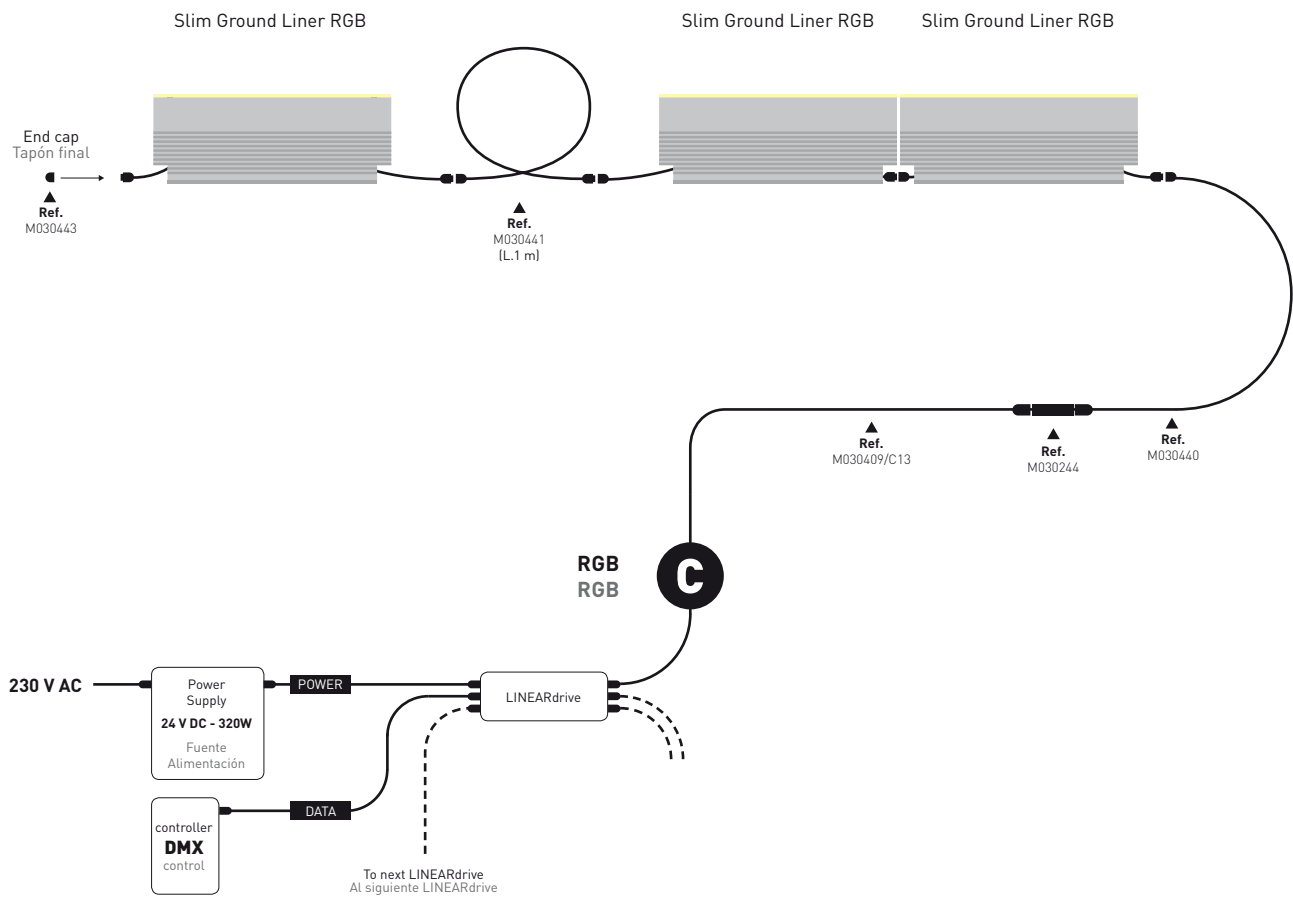 Slim Ground Liner RGB
Slim Ground Liner RGB
Slim Ground Liner RGB
End cap
Tapón final
Ref.
M030443
Ref.
M030441
(L.1 m)
Ref.
M030409/C13
Ref.
M030244
Ref.
M030440
RGB
RGB
C
230 V AC
Power
Supply
24 V DC - 320W
Fuente
Alimentación
POWER
LINEARdrive
controller
DMX
control
DATA
To next LINEARdrive
Al siguiente LINEARdrive